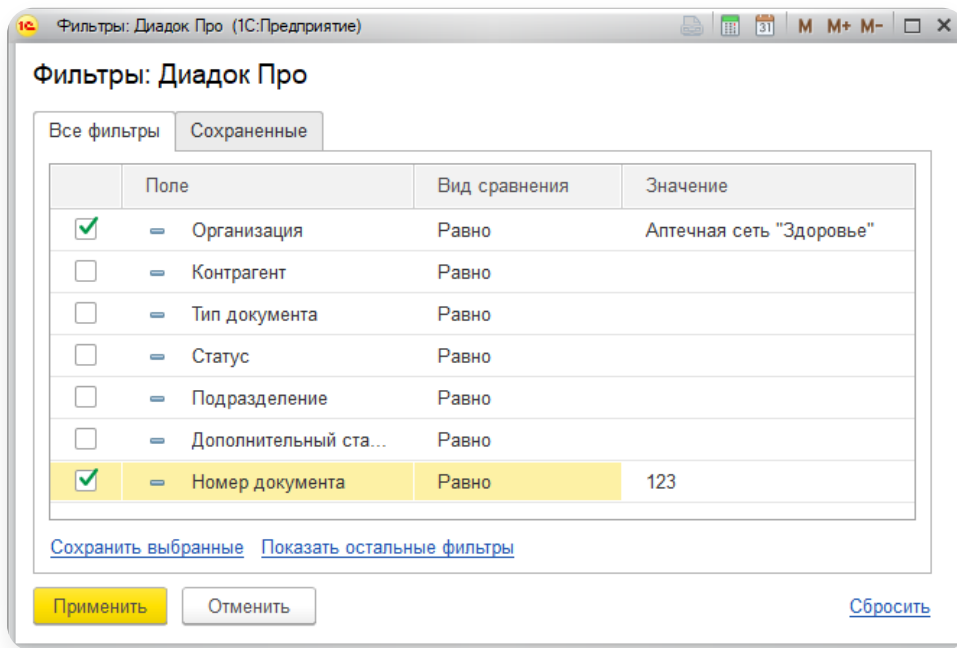 1С Фильтры: Диадок Про (1С:Предприятие) 31 M M+ M-
Фильтры: Диадок Про
Все фильтры Сохраненные
Поле Вид сравнения Значение
Организация Равно Аптечная сеть "Здоровье"
Контрагент Равно
Тип документа Равно
Статус Равно
Подразделение Равно
Дополнительный ста... Равно
Номер документа Равно 123
Сохранить выбранные Показать остальные фильтры
Применить Отменить Сбросить